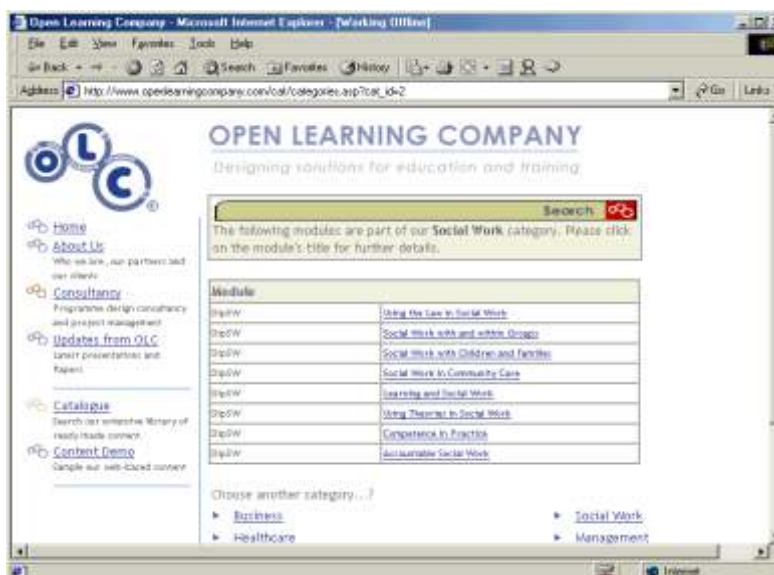 Open Learning Company - Microsoft Internet Explorer - [Working Offline]
File Edit View Favorites Tools Help
Back Search Favorites History
Address http://www.openlearningcompany.com/cat/categories.asp?cat_id=2 Go Links
OLC
OPEN LEARNING COMPANY
Designing solutions for education and training
Search
The following modules are part of our Social Work category. Please click
on the module's title for further details.
Home
About Us
Who we are, our partners and
our clients
Consultancy
Programme design consultancy
and project management
Updates from OLC
Latest presentations and
Papers
Catalogue
Search our extensive library of
ready made content
Content Demo
Sample our web-based content
Module
DipSW Using the Law in Social Work
DipSW Social Work with and within Groups
DipSW Social Work with Children and Families
DipSW Social Work in Community Care
DipSW Learning and Social Work
DipSW Using Theories in Social Work
DipSW Competence in Practice
DipSW Accountable Social Work
Choose another category...?
Business Social Work
Healthcare Management
Internet